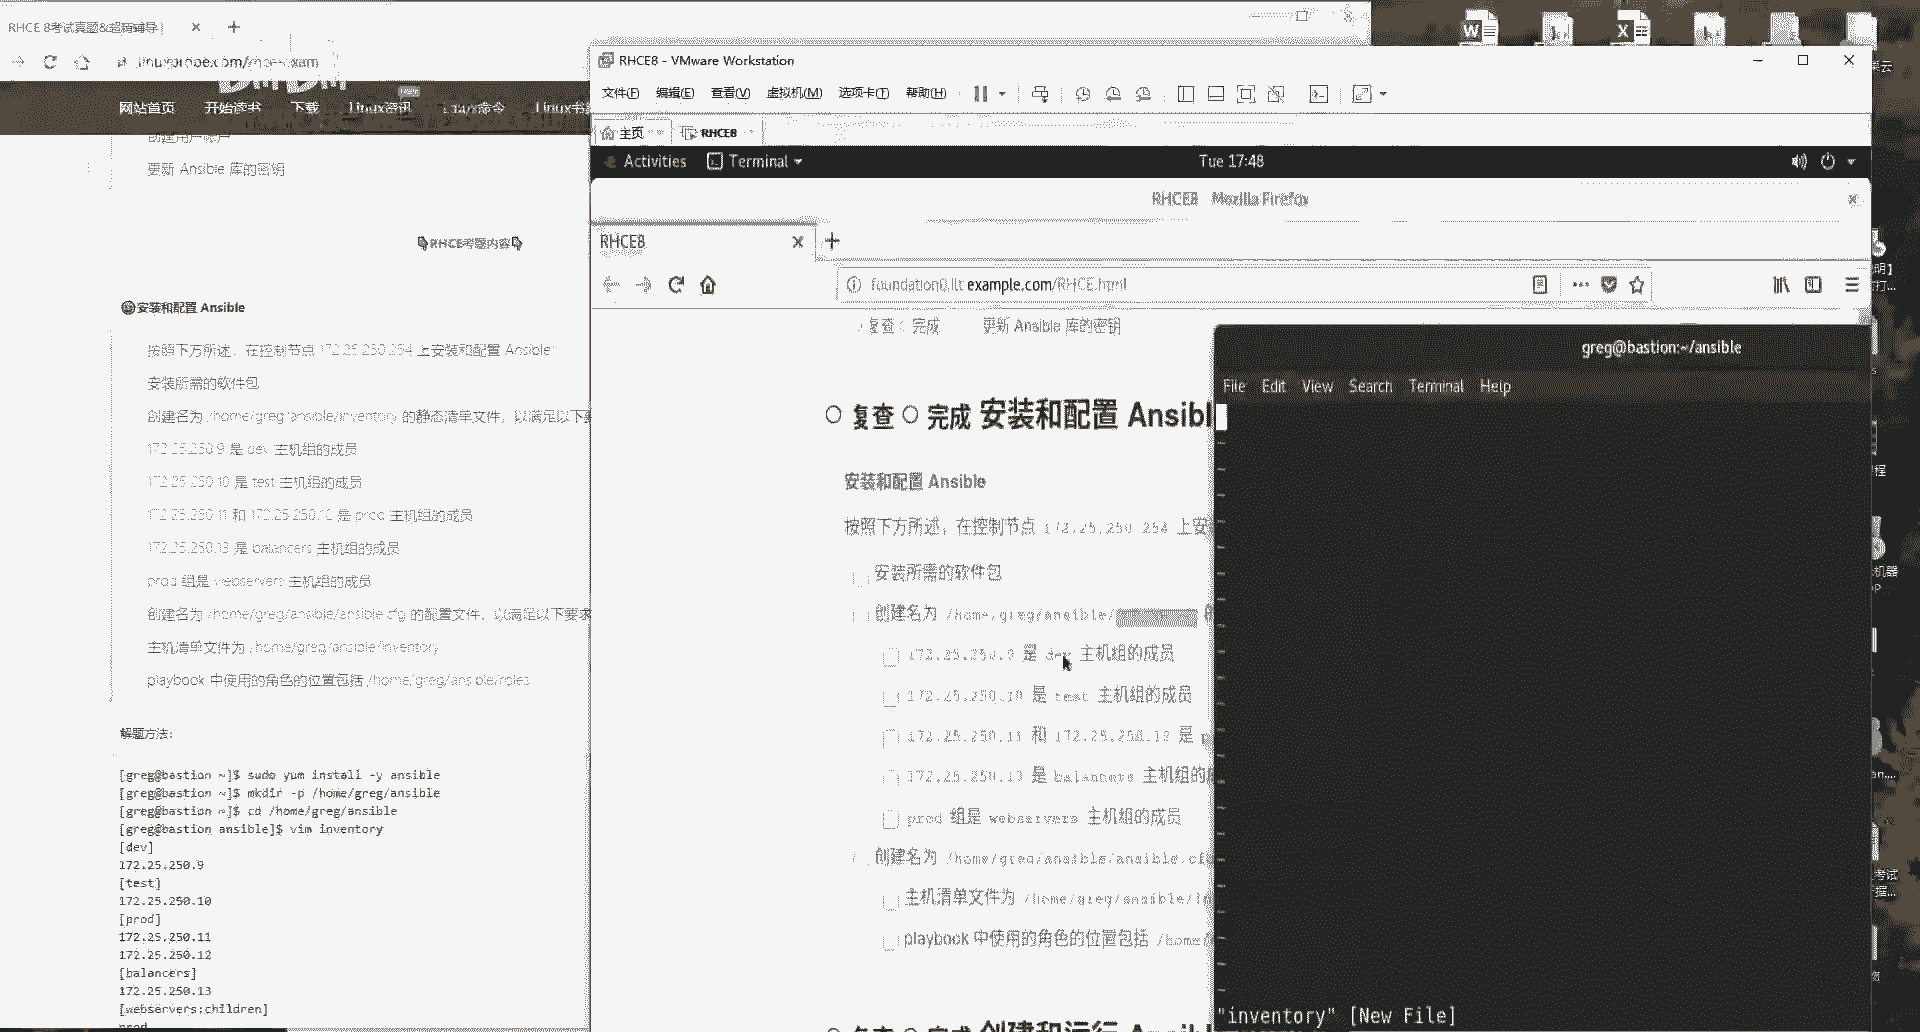 RHCE 8考试真题&超精辅导
网站首页 开始读书 下载 Linux资讯 Linux命令
创建用户帐户
更新 Ansible 库的密钥
RHCE考题内容
安装和配置 Ansible
按照下方所述，在控制节点 172.25.250.254 上安装和配置 Ansible:
安装所需的软件包
创建名为 /home/greg/ansible/inventory 的静态清单文件，以满足以下要
172.25.250.9 是 dev 主机组的成员
172.25.250.10 是 test 主机组的成员
172.25.250.11 和 172.25.250.12 是 prod 主机组的成员
172.25.250.13 是 balancers 主机组的成员
prod 组是 webservers 主机组的成员
创建名为 /home/greg/ansible/ansible.cfg 的配置文件，以满足以下要求
主机清单文件为 /home/greg/ansible/inventory
playbook 中使用的角色的位置包括 /home/greg/ansible/roles
解题方法:
[greg@bastion ~]$ sudo yum install -y ansible
[greg@bastion ~]$ mkdir -p /home/greg/ansible
[greg@bastion ~]$ cd /home/greg/ansible
[greg@bastion ansible]$ vim inventory
[dev]
172.25.250.9
[test]
172.25.250.10
[prod]
172.25.250.11
172.25.250.12
[balancers]
172.25.250.13
[webservers:children]
prod
RHCE8 - VMware Workstation
文件(F) 编辑(E) 查看(V) 虚拟机(M) 选项卡(T) 帮助(H)
主页 RHCE8
Activities Terminal Tue 17:48
RHCE8 Mozilla Firefox
RHCE8
foundation0.ilt.example.com/RHCE.html
复查 完成 更新 Ansible 库的密钥
复查 完成 安装和配置 Ansibl
安装和配置 Ansible
按照下方所述，在控制节点 172.25.250.254 上安
安装所需的软件包
创建名为 /home/greg/ansible/
172.25.250.9 是 dev 主机组的成员
172.25.250.10 是 test 主机组的成员
172.25.250.11 和 172.25.250.12 是
172.25.250.13 是 balancers 主机组的
prod 组是 webservers 主机组的成员
创建名为 /home/greg/ansible/ansible.cf
主机清单文件为 /home/greg/ansible/in
playbook 中使用的角色的位置包括 /home/
复查 完成 创建和运行 Ansibl
greg@bastion:~/ansible
File Edit View Search Terminal Help
"inventory" [New File]